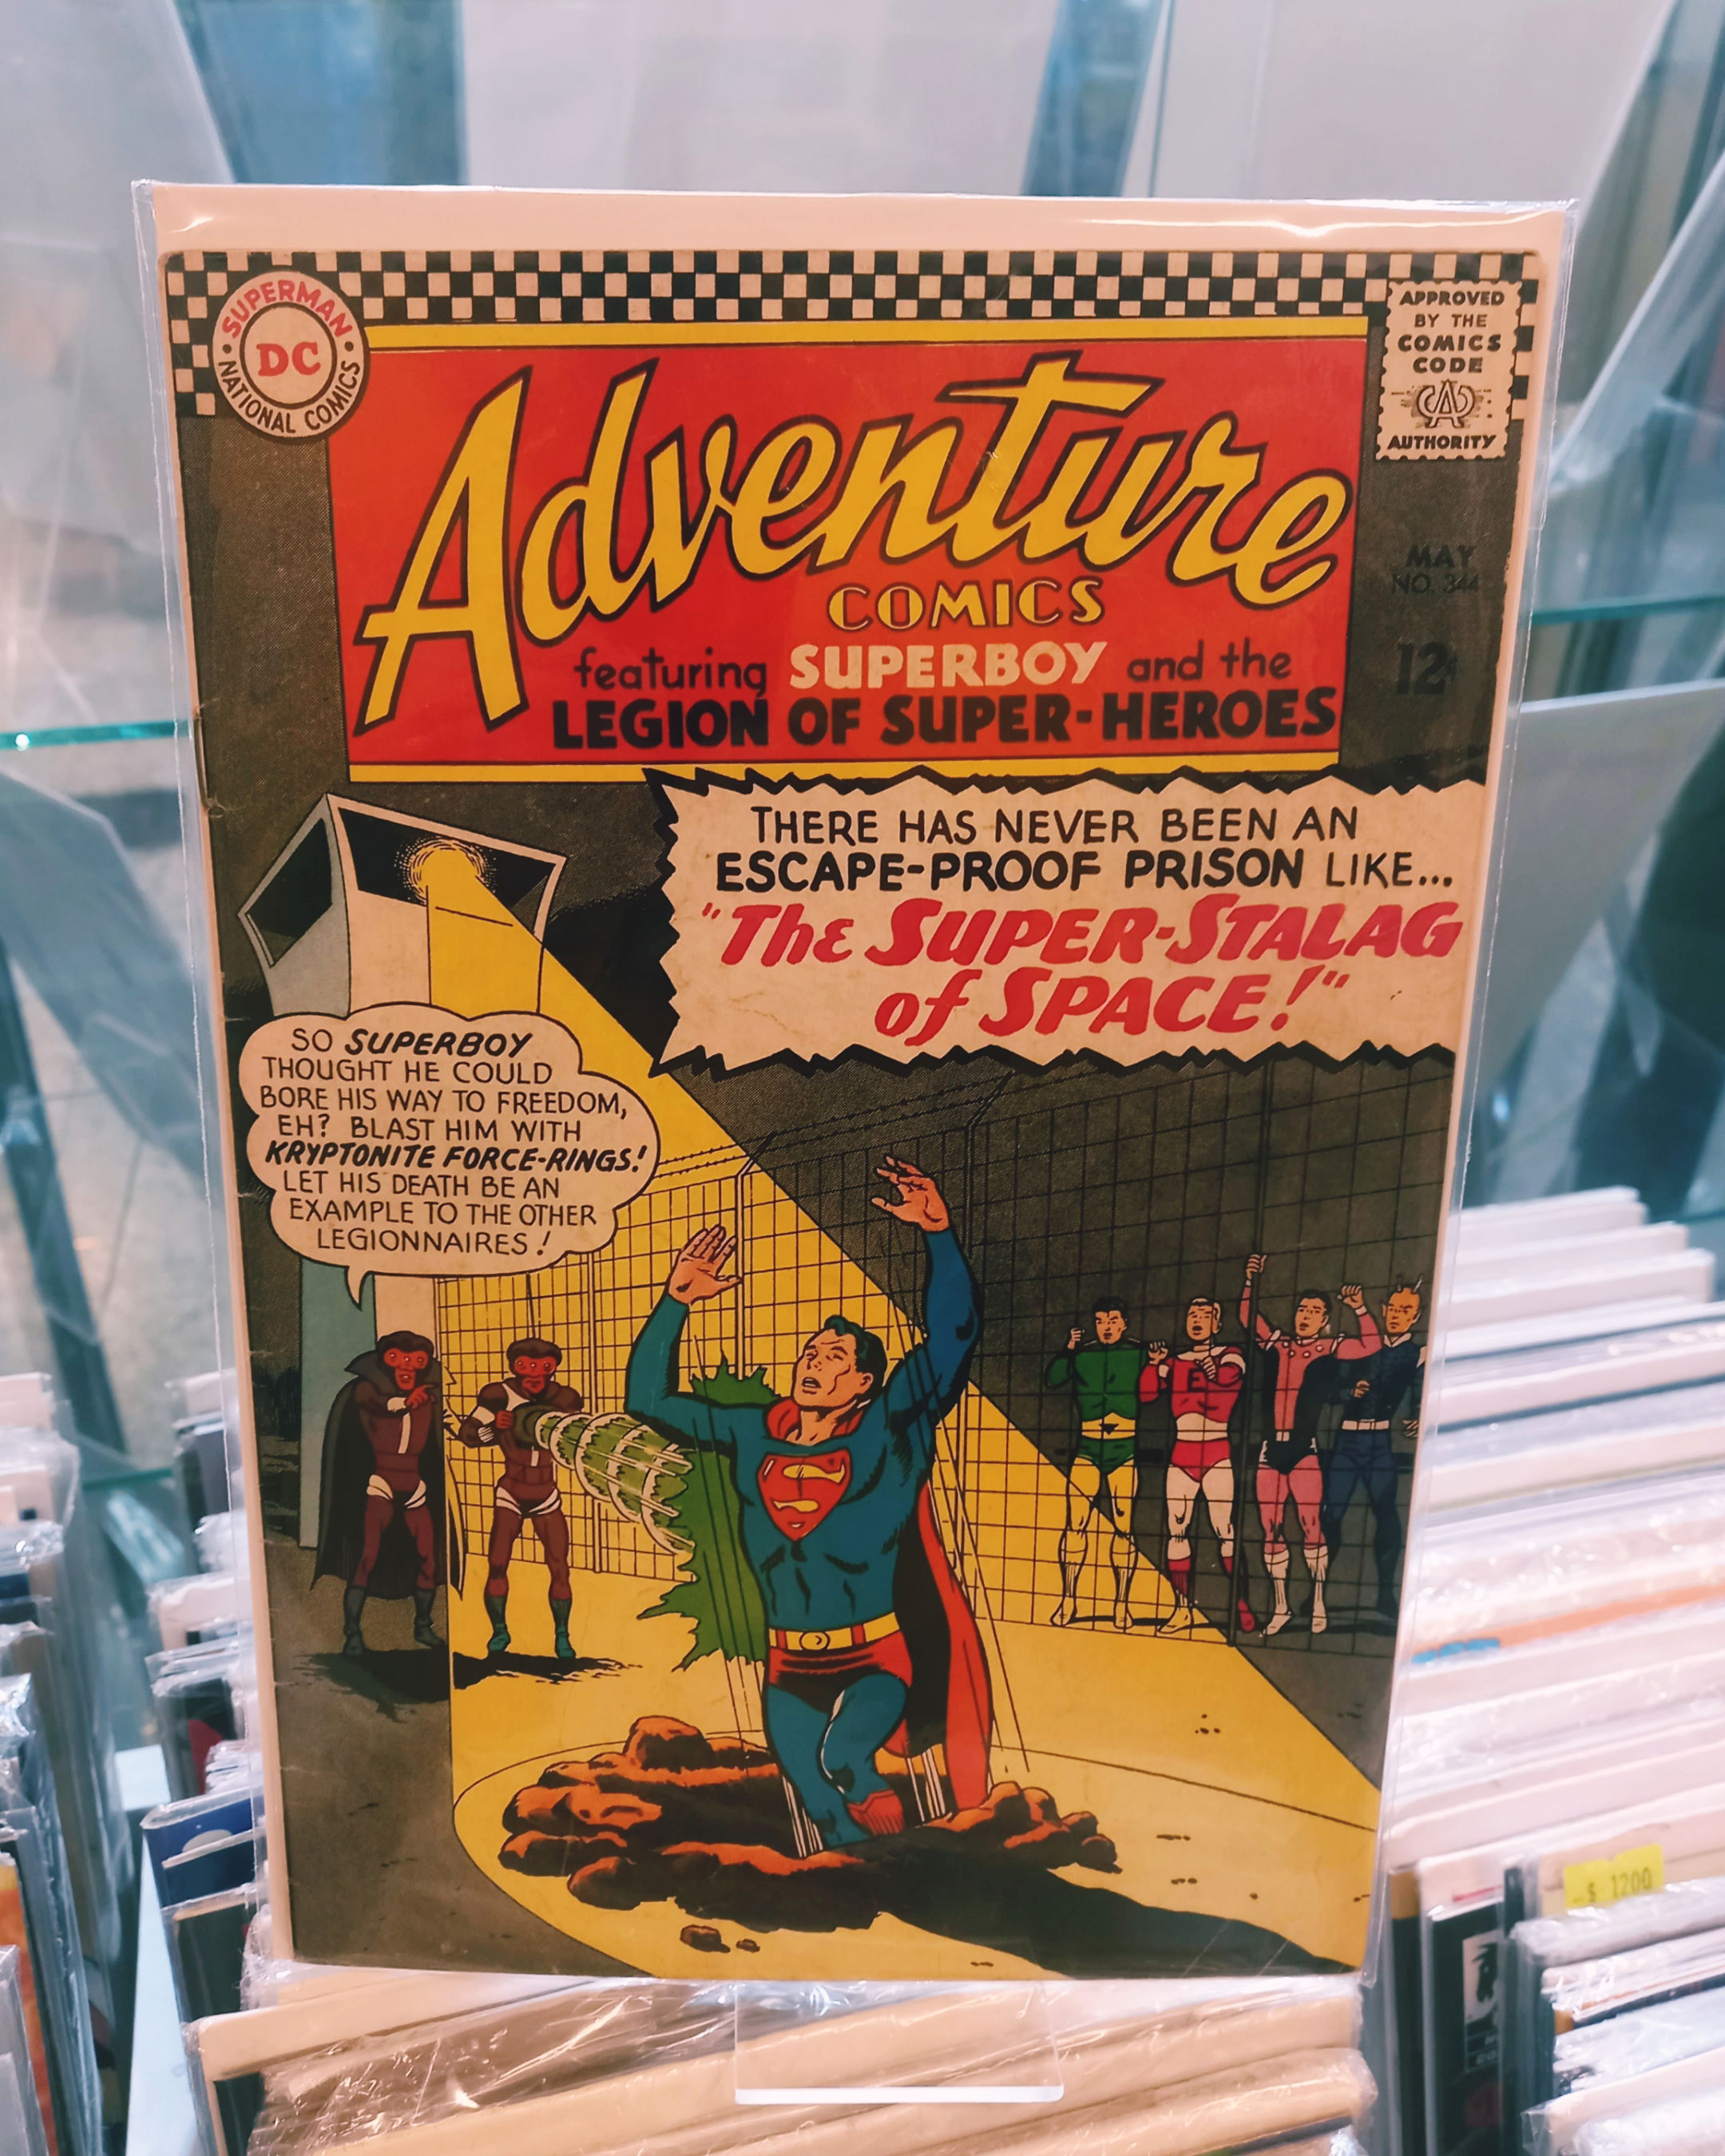 SUPERMAN
DC
NATIONAL COMICS
APPROVED
BY THE
COMICS
CODE
CA
AUTHORITY
Adventure
COMICS
MAY
NO. 344
12¢
featuring SUPERBOY and the
LEGION OF SUPER-HEROES
THERE HAS NEVER BEEN AN
ESCAPE-PROOF PRISON LIKE...
"The SUPER-STALAG
of SPACE!"
SO SUPERBOY
THOUGHT HE COULD
BORE HIS WAY TO FREEDOM,
EH? BLAST HIM WITH
KRYPTONITE FORCE-RINGS!
LET HIS DEATH BE AN
EXAMPLE TO THE OTHER
LEGIONNAIRES!
S
E
$ 1200